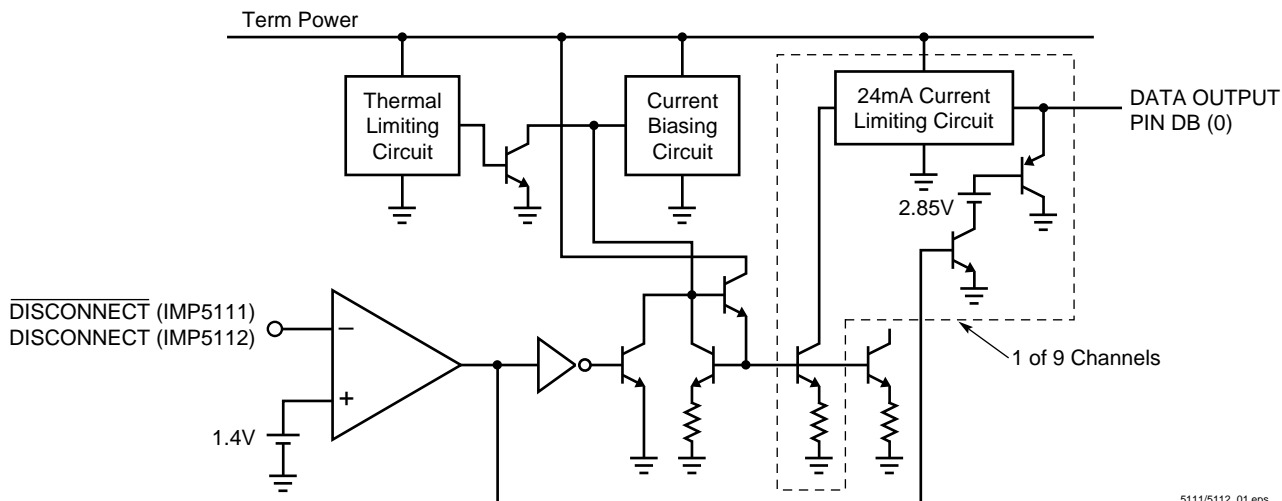 Term Power
Thermal
Limiting
Circuit
Current
Biasing
Circuit
24mA Current
Limiting Circuit
DATA OUTPUT
PIN DB (0)
2.85V
DISCONNECT (IMP5111)
DISCONNECT (IMP5112)
−
+
1.4V
1 of 9 Channels
5111/5112_01.eps